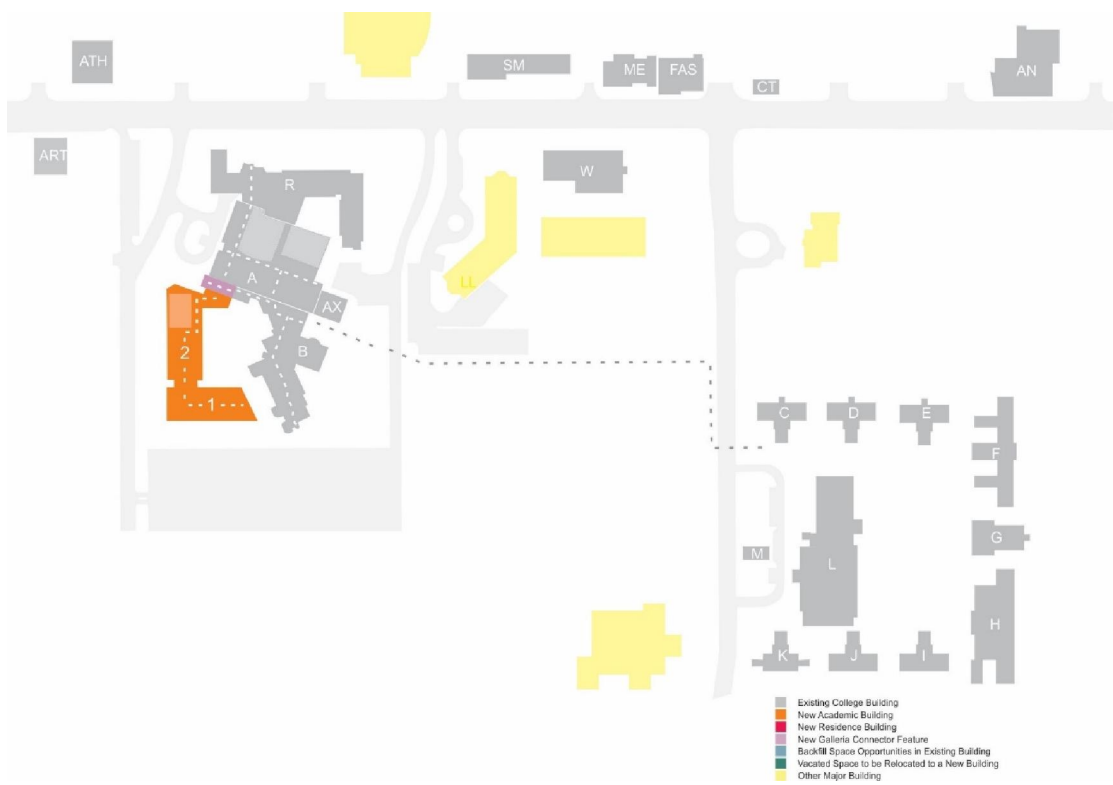 ATH
SM
ME
FAS
CT
AN
ART
R
W
A
LL
AX
2
B
1
C
D
E
F
G
M
L
H
K
J
I
Existing College Building
New Academic Building
New Residence Building
New Galleria Connector Feature
Backfill Space Opportunities in Existing Building
Vacated Space to be Relocated to a New Building
Other Major Building